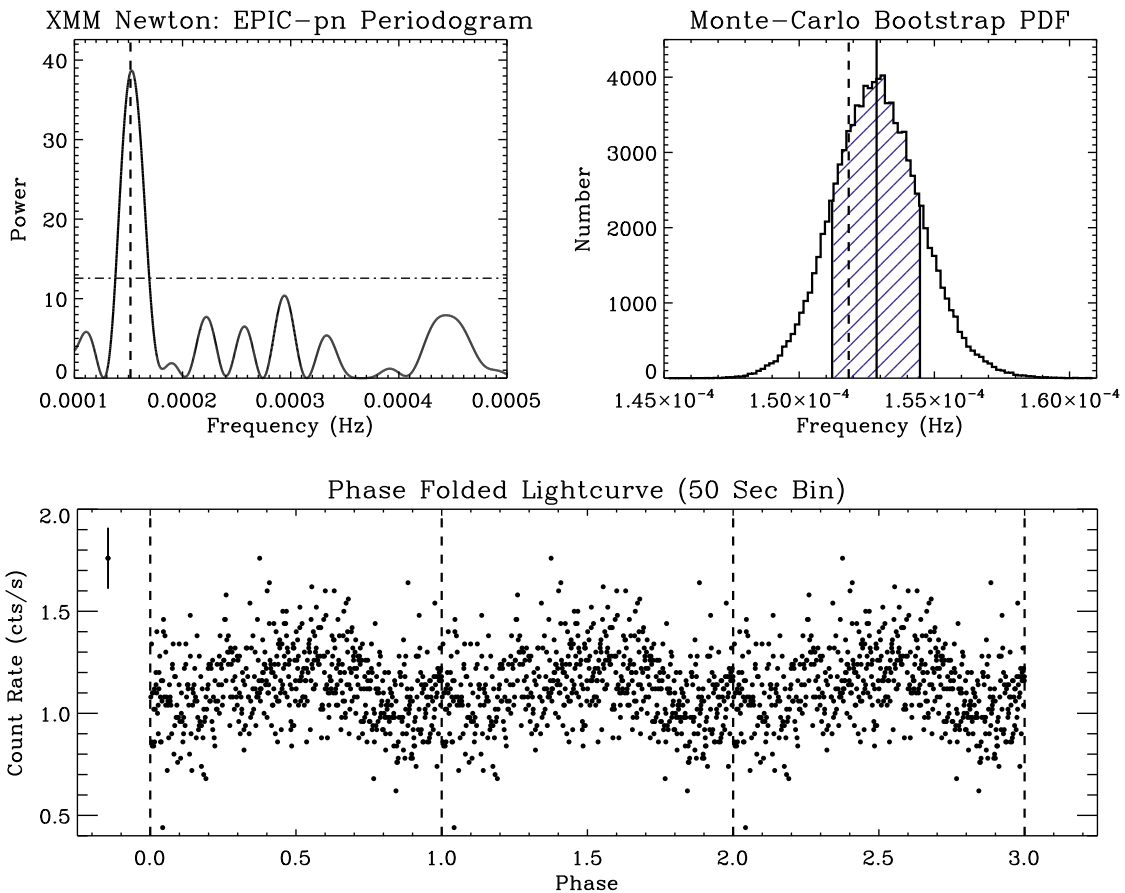 XMM Newton: EPIC-pn Periodogram
40
30
20
10
0
Power
0.0001 0.0002 0.0003 0.0004 0.0005
Frequency (Hz)
Monte-Carlo Bootstrap PDF
4000
3000
2000
1000
0
Number
1.45×10⁻⁴ 1.50×10⁻⁴ 1.55×10⁻⁴ 1.60×10⁻⁴
Frequency (Hz)
Phase Folded Lightcurve (50 Sec Bin)
2.0
1.5
1.0
0.5
Count Rate (cts/s)
0.0 0.5 1.0 1.5 2.0 2.5 3.0
Phase